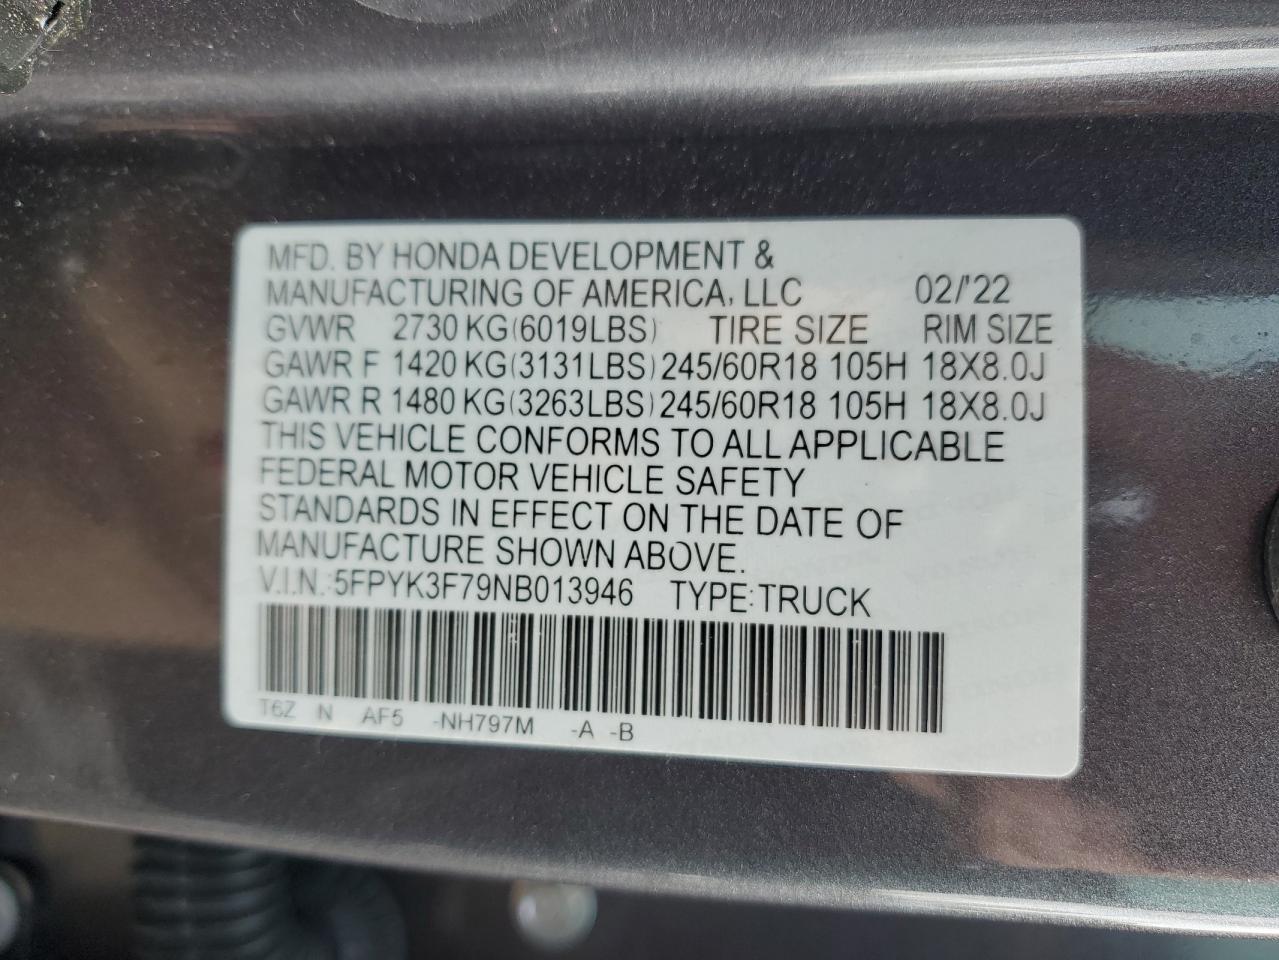 MFD. BY HONDA DEVELOPMENT &
MANUFACTURING OF AMERICA, LLC 02/'22
GVWR 2730 KG(6019LBS) TIRE SIZE RIM SIZE
GAWR F 1420 KG(3131LBS) 245/60R18 105H 18X8.0J
GAWR R 1480 KG(3263LBS) 245/60R18 105H 18X8.0J
THIS VEHICLE CONFORMS TO ALL APPLICABLE
FEDERAL MOTOR VEHICLE SAFETY
STANDARDS IN EFFECT ON THE DATE OF
MANUFACTURE SHOWN ABOVE.
V.I.N.:5FPYK3F79NB013946 TYPE:TRUCK
T6Z N AF5 -NH797M -A -B